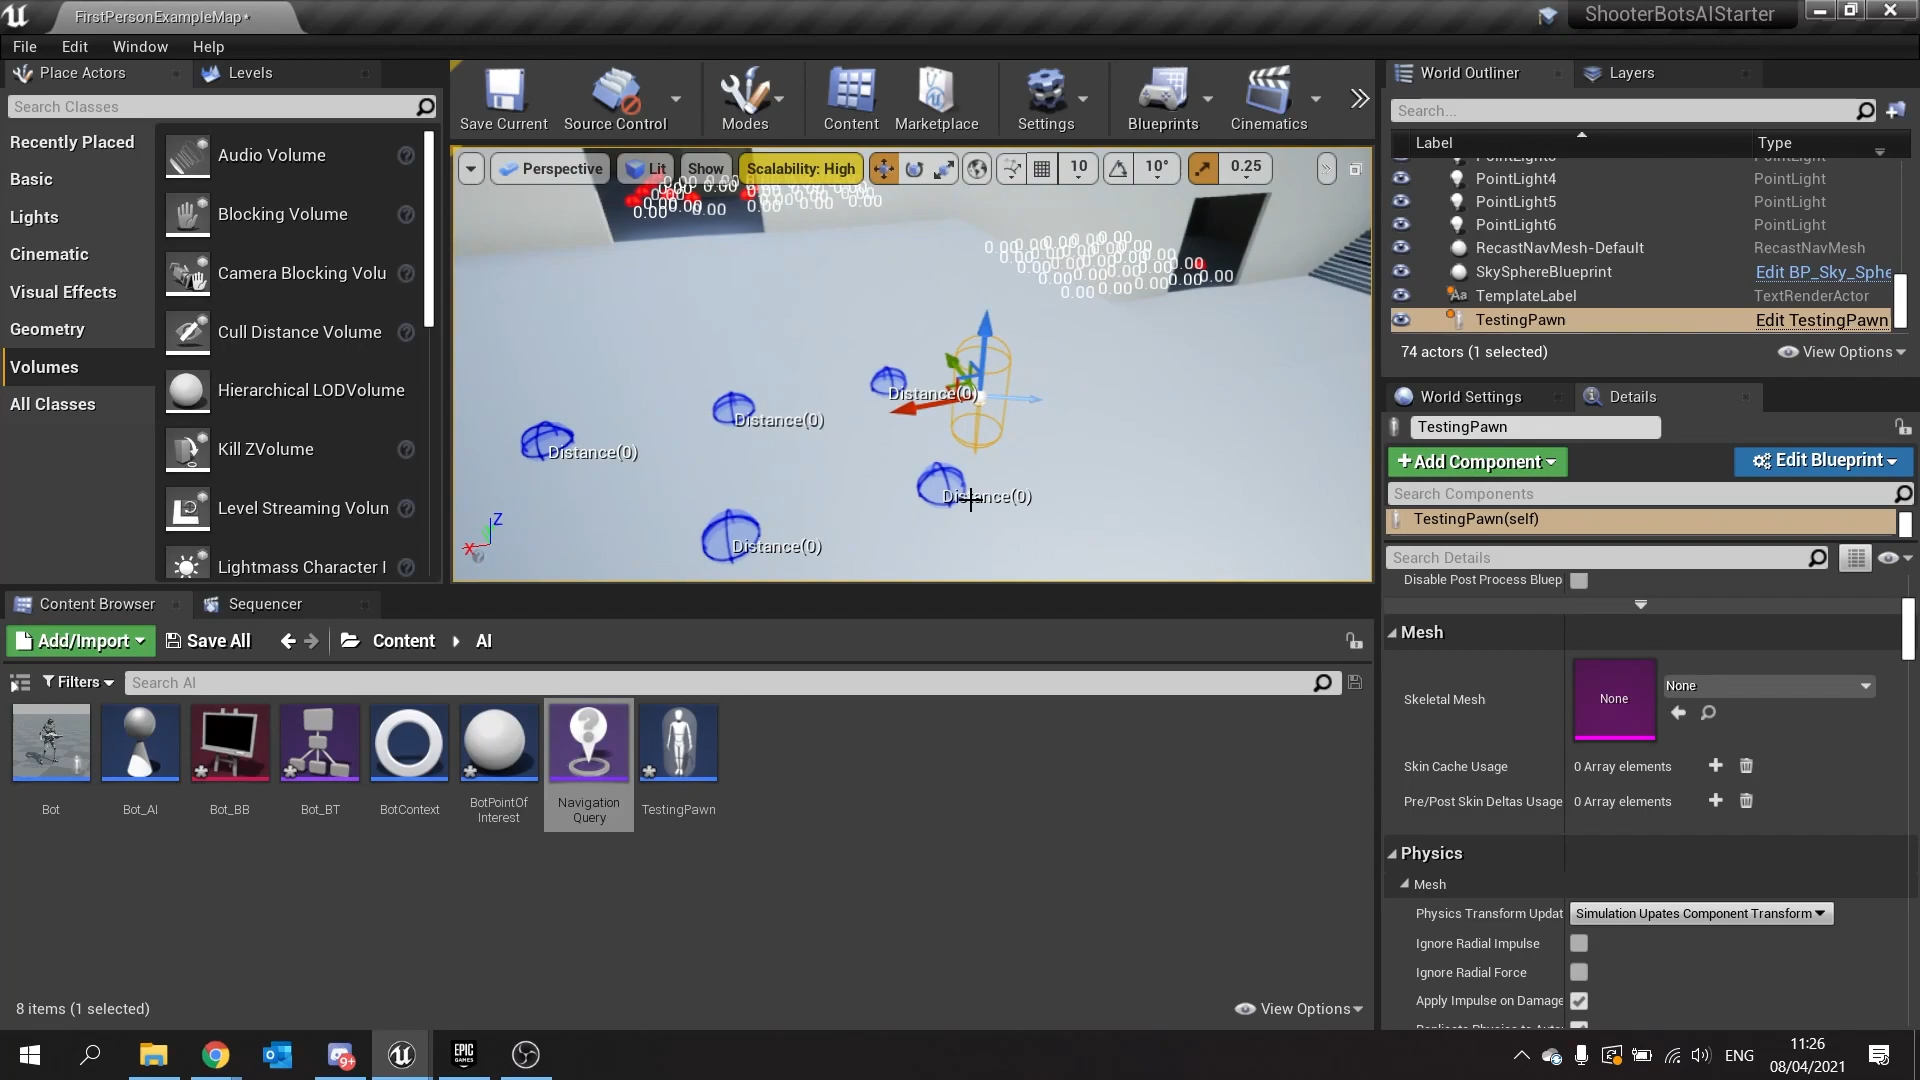 FirstPersonExampleMap*
ShooterBotsAIStarter
File Edit Window Help
Place Actors
Levels
Search Classes
Recently Placed
Basic
Lights
Cinematic
Visual Effects
Geometry
Volumes
All Classes
Audio Volume
Blocking Volume
Camera Blocking Volu
Cull Distance Volume
Hierarchical LODVolume
Kill ZVolume
Level Streaming Volun
Lightmass Character I
Save Current
Source Control
Modes
Content
Marketplace
Settings
Blueprints
Cinematics
Perspective
Lit
Show
Scalability: High
10
10°
0.25
Distance(0)
Distance(0)
Distance(0)
Distance(0)
Distance(0)
Z
X
World Outliner
Layers
Search...
Label
Type
PointLight4 PointLight
PointLight5 PointLight
PointLight6 PointLight
RecastNavMesh-Default RecastNavMesh
SkySphereBlueprint Edit BP_Sky_Sphe
TemplateLabel TextRenderActor
TestingPawn Edit TestingPawn
74 actors (1 selected)
View Options
World Settings
Details
TestingPawn
+Add Component
Edit Blueprint
Search Components
TestingPawn(self)
Search Details
Disable Post Process Bluep
Mesh
Skeletal Mesh
None
None
Skin Cache Usage 0 Array elements
Pre/Post Skin Deltas Usage 0 Array elements
Physics
Mesh
Physics Transform Updat Simulation Upates Component Transform
Ignore Radial Impulse
Ignore Radial Force
Apply Impulse on Damage
Content Browser
Sequencer
Add/Import
Save All
Content
AI
Filters
Search AI
Bot
Bot_AI
Bot_BB
Bot_BT
BotContext
BotPointOf
Interest
Navigation
Query
TestingPawn
8 items (1 selected)
View Options
EPIC
GAMES
9+
ENG
11:26
08/04/2021